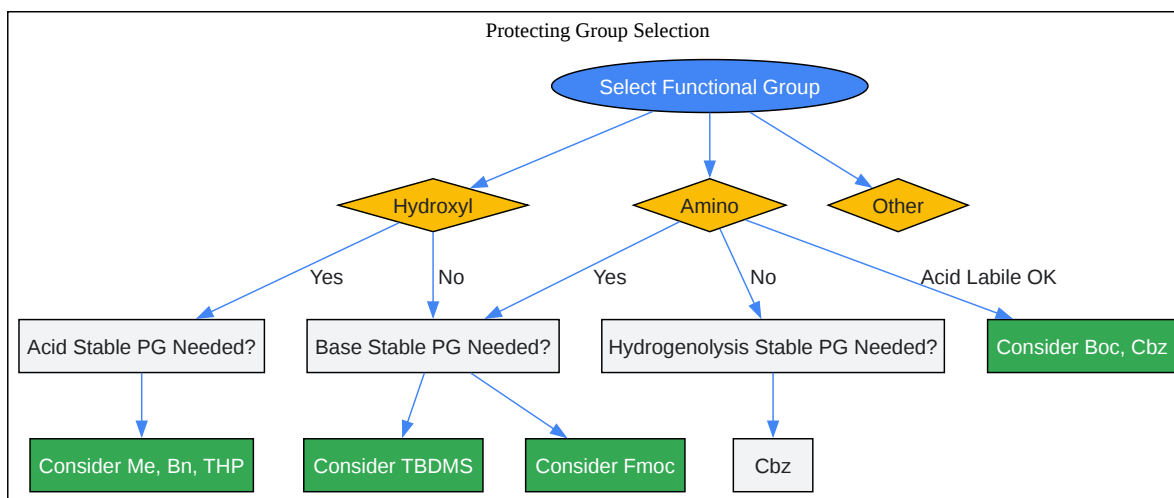 Protecting Group Selection
Select Functional Group
Hydroxyl
Amino
Other
Yes
No
Yes
No
Acid Labile OK
Acid Stable PG Needed?
Base Stable PG Needed?
Hydrogenolysis Stable PG Needed?
Consider Boc, Cbz
Consider Me, Bn, THP
Consider TBDMS
Consider Fmoc
Cbz